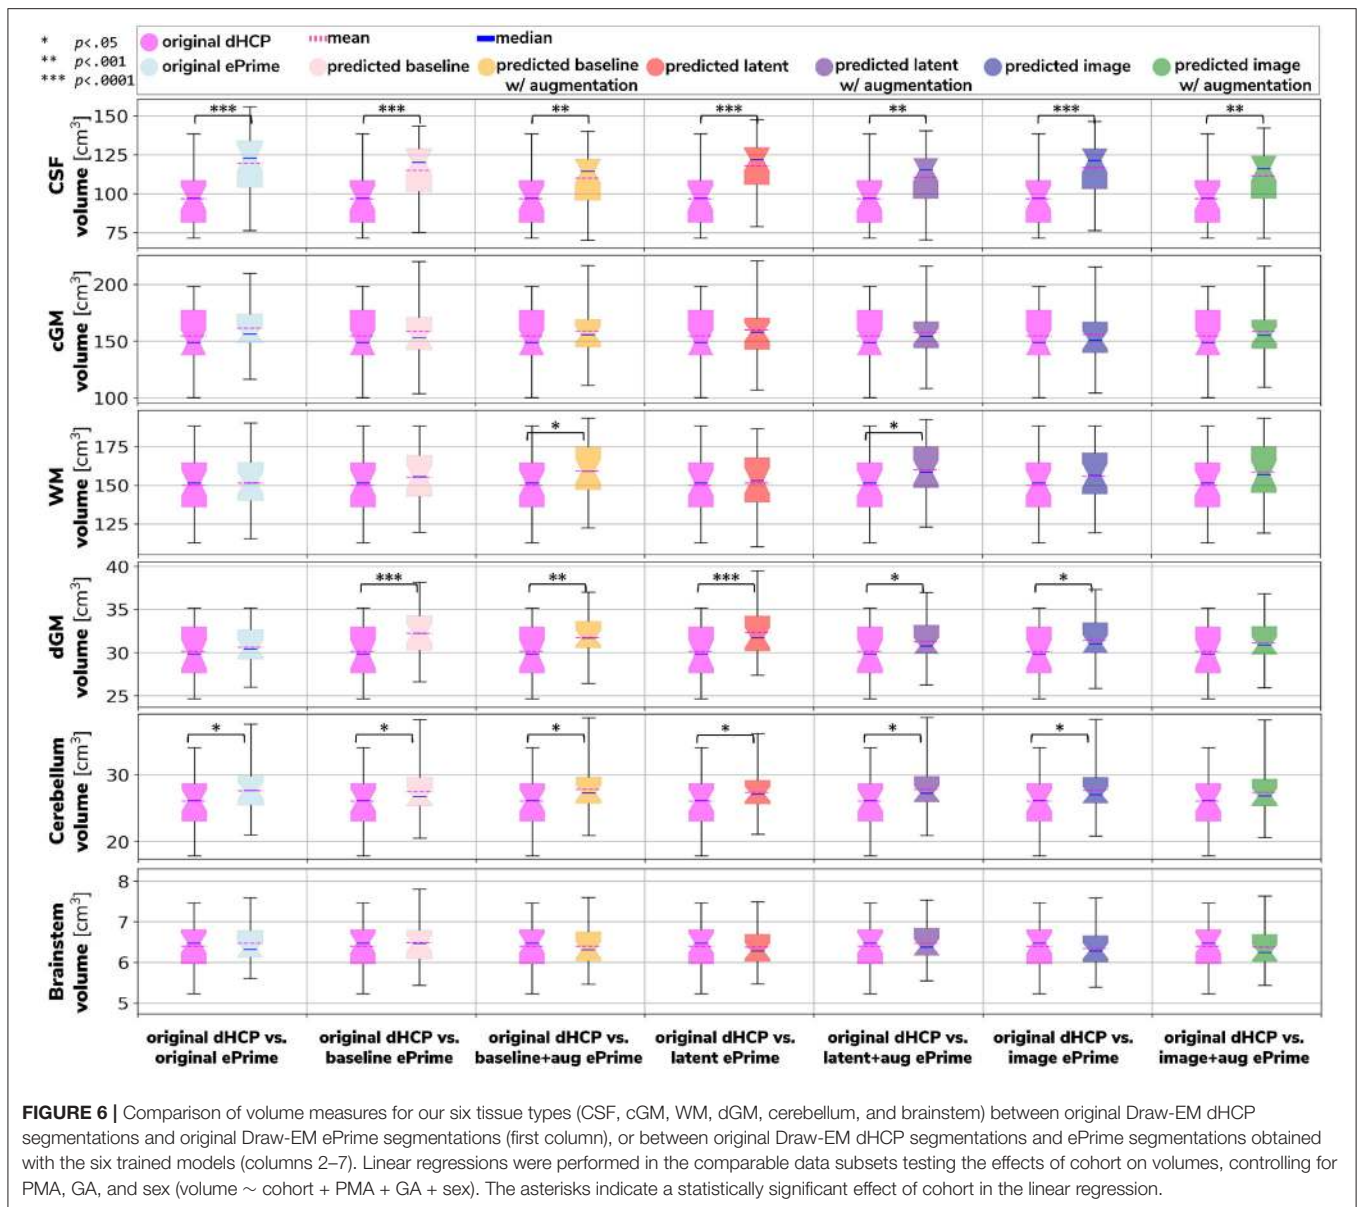 * p<.05
** p<.001
*** p<.0001
original dHCP mean median
original ePrime predicted baseline predicted baseline w/ augmentation predicted latent predicted latent w/ augmentation predicted image predicted image w/ augmentation
CSF
volume [cm³]
150
125
100
75
*** *** ** *** ** *** **
cGM
volume [cm³]
200
150
100
WM
volume [cm³]
175
150
125
* *
dGM
volume [cm³]
40
35
30
25
*** ** *** * *
Cerebellum
volume [cm³]
30
20
* * * * * *
Brainstem
volume [cm³]
8
7
6
5
original dHCP vs.
original ePrime
original dHCP vs.
baseline ePrime
original dHCP vs.
baseline+aug ePrime
original dHCP vs.
latent ePrime
original dHCP vs.
latent+aug ePrime
original dHCP vs.
image ePrime
original dHCP vs.
image+aug ePrime
FIGURE 6 | Comparison of volume measures for our six tissue types (CSF, cGM, WM, dGM, cerebellum, and brainstem) between original Draw-EM dHCP
segmentations and original Draw-EM ePrime segmentations (first column), or between original Draw-EM dHCP segmentations and ePrime segmentations obtained
with the six trained models (columns 2–7). Linear regressions were performed in the comparable data subsets testing the effects of cohort on volumes, controlling for
PMA, GA, and sex (volume ∼ cohort + PMA + GA + sex). The asterisks indicate a statistically significant effect of cohort in the linear regression.